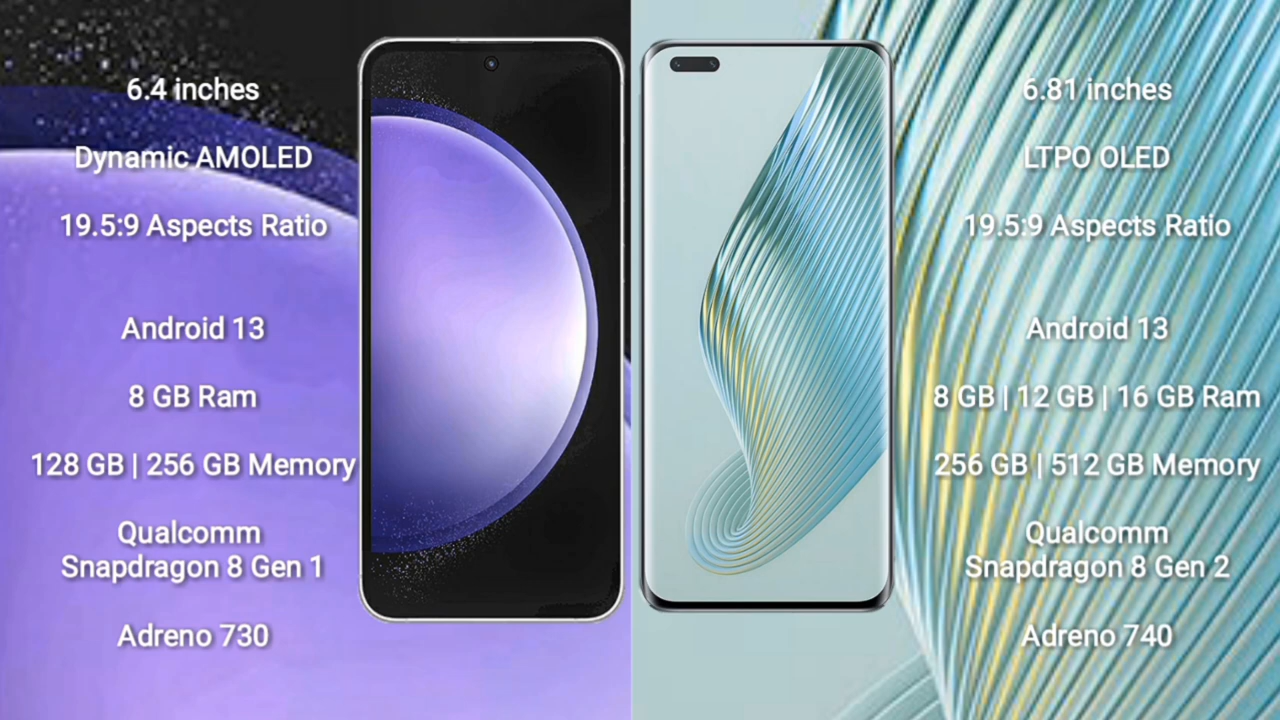 6.4 inches
Dynamic AMOLED
19.5:9 Aspects Ratio
Android 13
8 GB Ram
128 GB | 256 GB Memory
Qualcomm
Snapdragon 8 Gen 1
Adreno 730
6.81 inches
LTPO OLED
19.5:9 Aspects Ratio
Android 13
8 GB | 12 GB | 16 GB Ram
256 GB | 512 GB Memory
Qualcomm
Snapdragon 8 Gen 2
Adreno 740